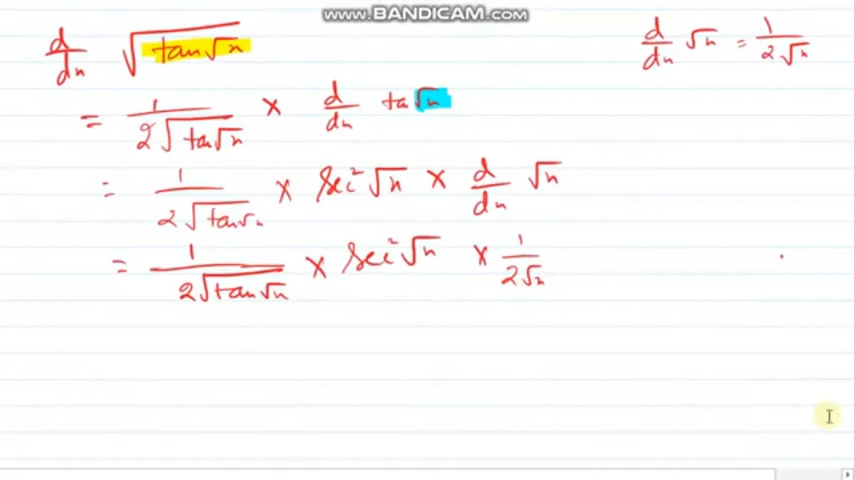 www.BANDICAM.com
d/dx √(tan√x)
d/dx √x = 1/(2√x)
= 1/(2√(tan√x)) × d/dx tan√x
= 1/(2√(tan√x)) × sec²√x × d/dx √x
= 1/(2√(tan√x)) × sec²√x × 1/(2√x)